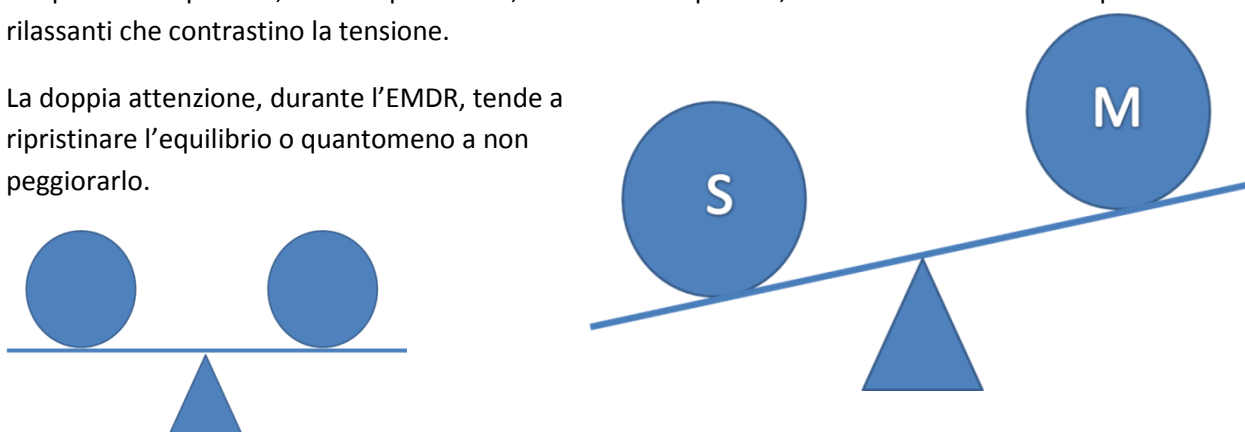 rilassanti che contrastino la tensione.
La doppia attenzione, durante l’EMDR, tende a
ripristinare l’equilibrio o quantomeno a non
peggiorarlo.
S
M